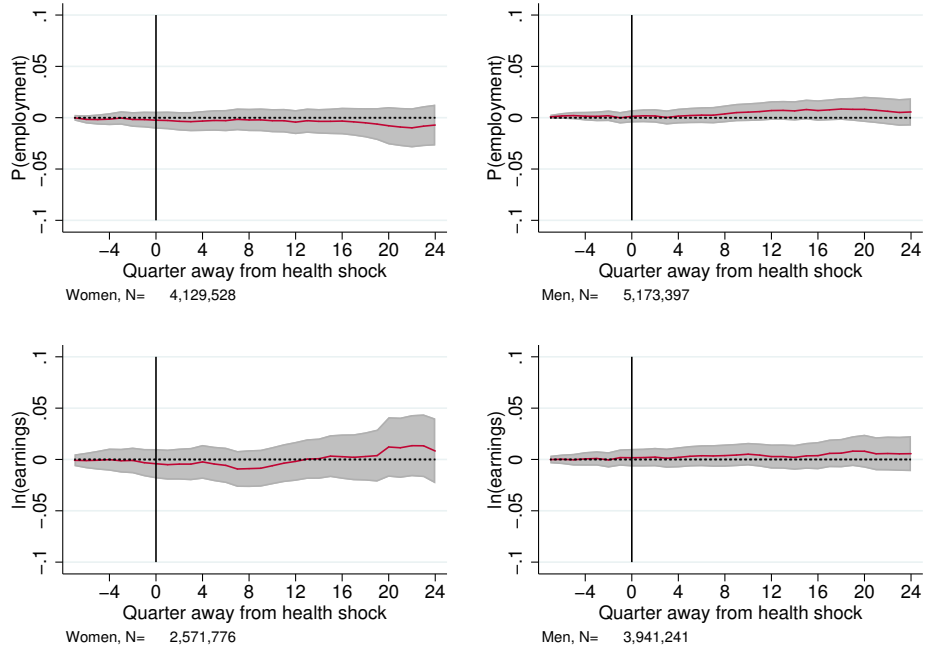 P(employment)
.1
.05
0
-.05
-.1
-4 0 4 8 12 16 20 24
Quarter away from health shock
Women, N= 4,129,528
P(employment)
.1
.05
0
-.05
-.1
-4 0 4 8 12 16 20 24
Quarter away from health shock
Men, N= 5,173,397
ln(earnings)
.1
.05
0
-.05
-.1
-4 0 4 8 12 16 20 24
Quarter away from health shock
Women, N= 2,571,776
ln(earnings)
.1
.05
0
-.05
-.1
-4 0 4 8 12 16 20 24
Quarter away from health shock
Men, N= 3,941,241